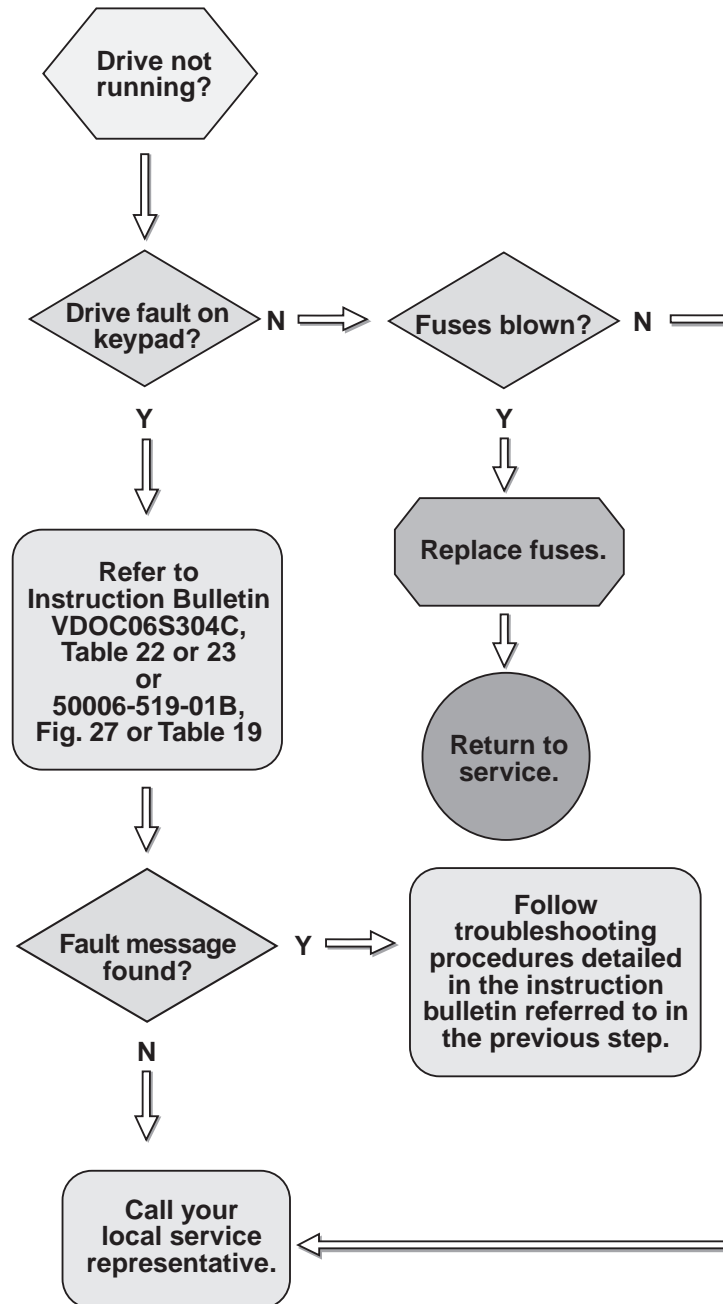 Drive not
running?
Drive fault on
keypad?
N
Fuses blown?
N
Y
Y
Refer to
Instruction Bulletin
VDOC06S304C,
Table 22 or 23
or
50006-519-01B,
Fig. 27 or Table 19
Replace fuses.
Return to
service.
Fault message
found?
Y
Follow
troubleshooting
procedures detailed
in the instruction
bulletin referred to in
the previous step.
N
Call your
local service
representative.